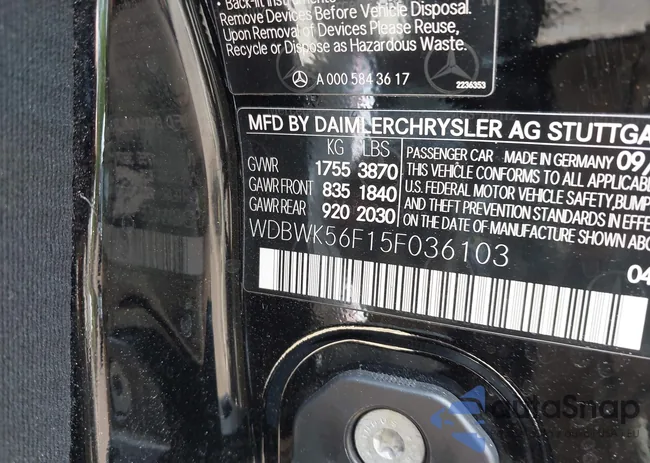 Remove Devices Before Vehicle Disposal.
Upon Removal of Devices Please Reuse,
Recycle or Dispose as Hazardous Waste.
A 000 584 36 17
2236353
MFD BY DAIMLERCHRYSLER AG STUTTGA
KG LBS
GVWR 1755 3870
GAWR FRONT 835 1840
GAWR REAR 920 2030
PASSENGER CAR MADE IN GERMANY 09/
THIS VEHICLE CONFORMS TO ALL APPLICABL
U.S. FEDERAL MOTOR VEHICLE SAFETY, BUMP
AND THEFT PREVENTION STANDARDS IN EFFE
ON THE DATE OF MANUFACTURE SHOWN ABO
WDBWK56F15F036103
04
autoSnap